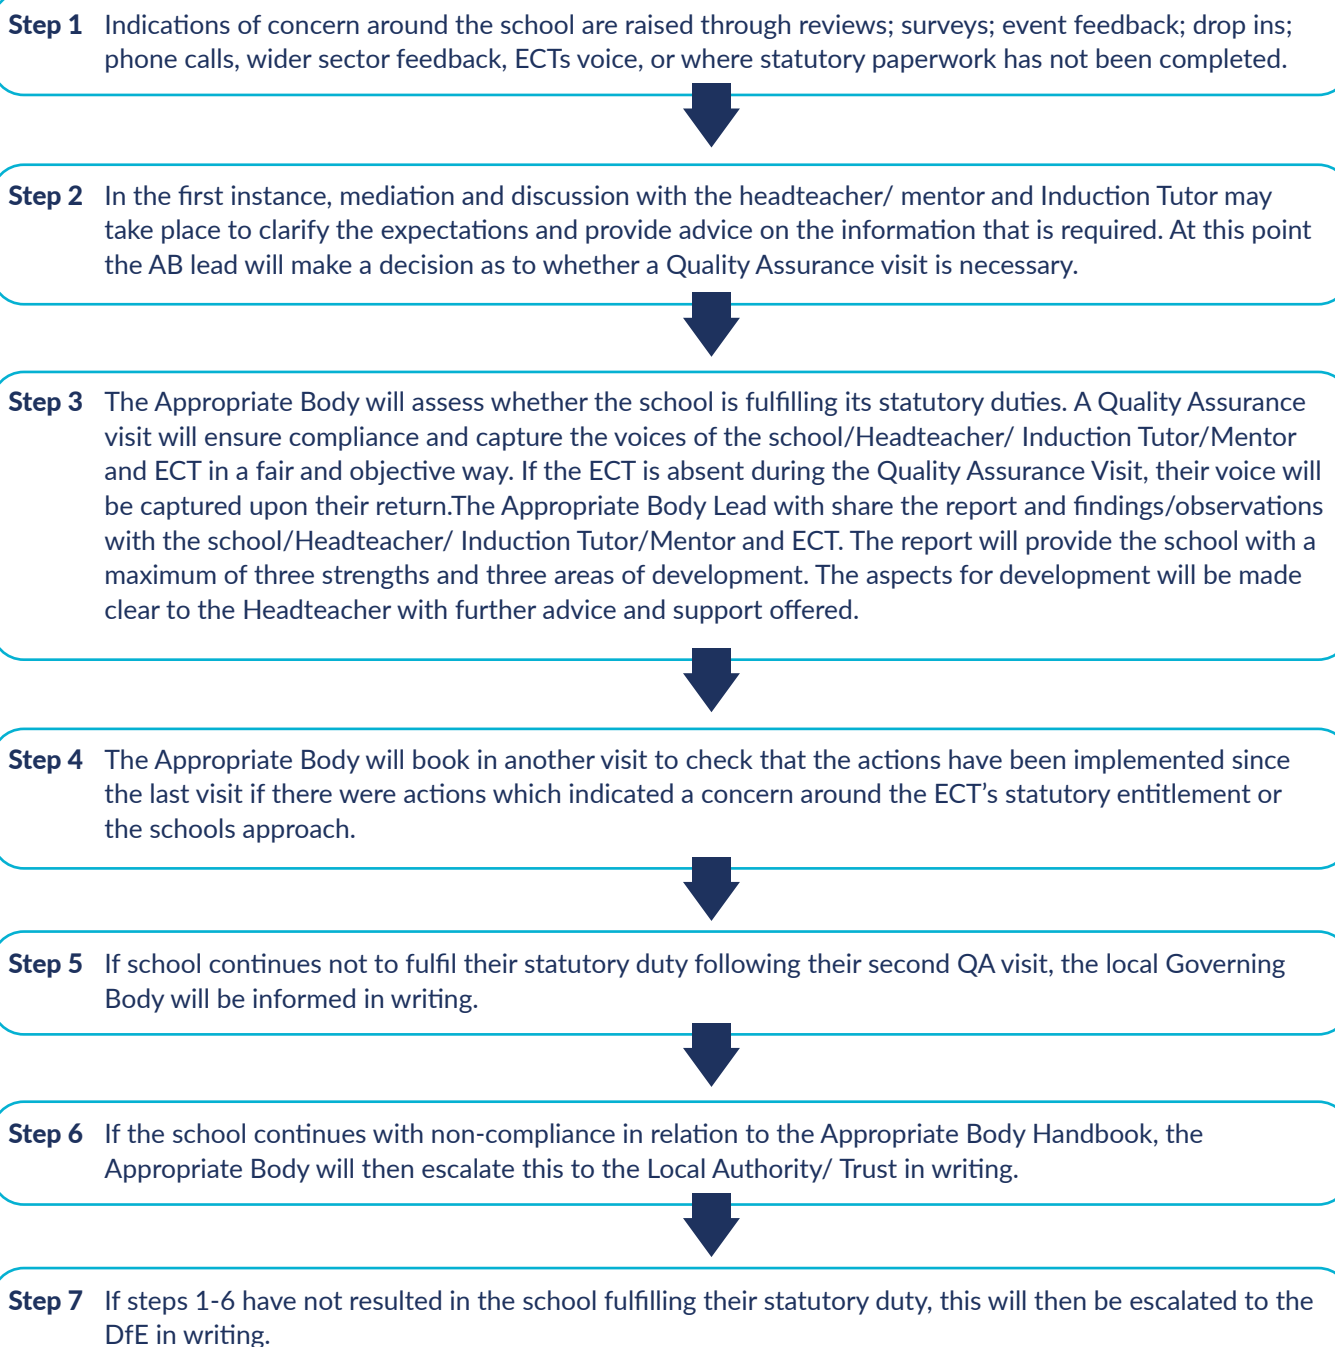 Step 1 Indications of concern around the school are raised through reviews; surveys; event feedback; drop ins;
phone calls, wider sector feedback, ECTs voice, or where statutory paperwork has not been completed.
Step 2 In the first instance, mediation and discussion with the headteacher/ mentor and Induction Tutor may
take place to clarify the expectations and provide advice on the information that is required. At this point
the AB lead will make a decision as to whether a Quality Assurance visit is necessary.
Step 3 The Appropriate Body will assess whether the school is fulfilling its statutory duties. A Quality Assurance
visit will ensure compliance and capture the voices of the school/Headteacher/ Induction Tutor/Mentor
and ECT in a fair and objective way. If the ECT is absent during the Quality Assurance Visit, their voice will
be captured upon their return.The Appropriate Body Lead with share the report and findings/observations
with the school/Headteacher/ Induction Tutor/Mentor and ECT. The report will provide the school with a
maximum of three strengths and three areas of development. The aspects for development will be made
clear to the Headteacher with further advice and support offered.
Step 4 The Appropriate Body will book in another visit to check that the actions have been implemented since
the last visit if there were actions which indicated a concern around the ECT’s statutory entitlement or
the schools approach.
Step 5 If school continues not to fulfil their statutory duty following their second QA visit, the local Governing
Body will be informed in writing.
Step 6 If the school continues with non-compliance in relation to the Appropriate Body Handbook, the
Appropriate Body will then escalate this to the Local Authority/ Trust in writing.
Step 7 If steps 1-6 have not resulted in the school fulfilling their statutory duty, this will then be escalated to the
DfE in writing.